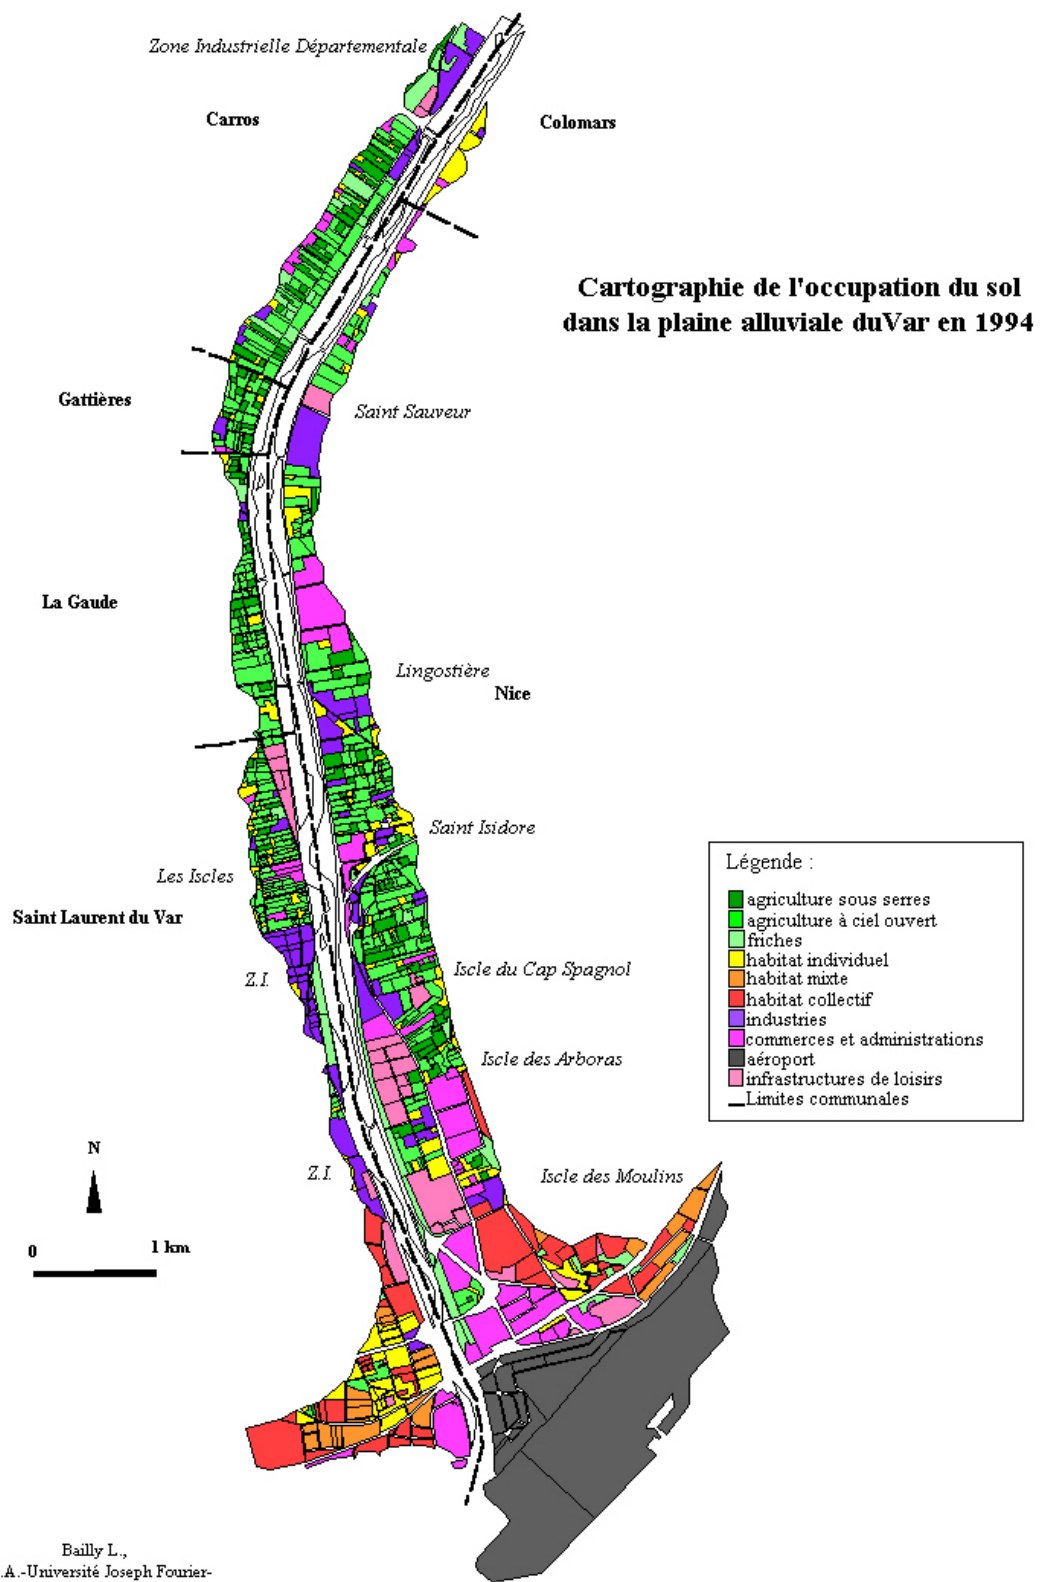 Zone Industrielle Départementale
Carros
Colomars
Cartographie de l'occupation du sol
dans la plaine alluviale duVar en 1994
Gattières
Saint Sauveur
La Gaude
Lingostière
Nice
Saint Isidore
Les Iscles
Saint Laurent du Var
Z.I.
Iscle du Cap Spagnol
Iscle des Arboras
Légende :
agriculture sous serres
agriculture à ciel ouvert
friches
habitat individuel
habitat mixte
habitat collectif
industries
commerces et administrations
aéroport
infrastructures de loisirs
Limites communales
N
Z.I.
Iscle des Moulins
0 1 km
Bailly L.,
.A.-Université Joseph Fourier-